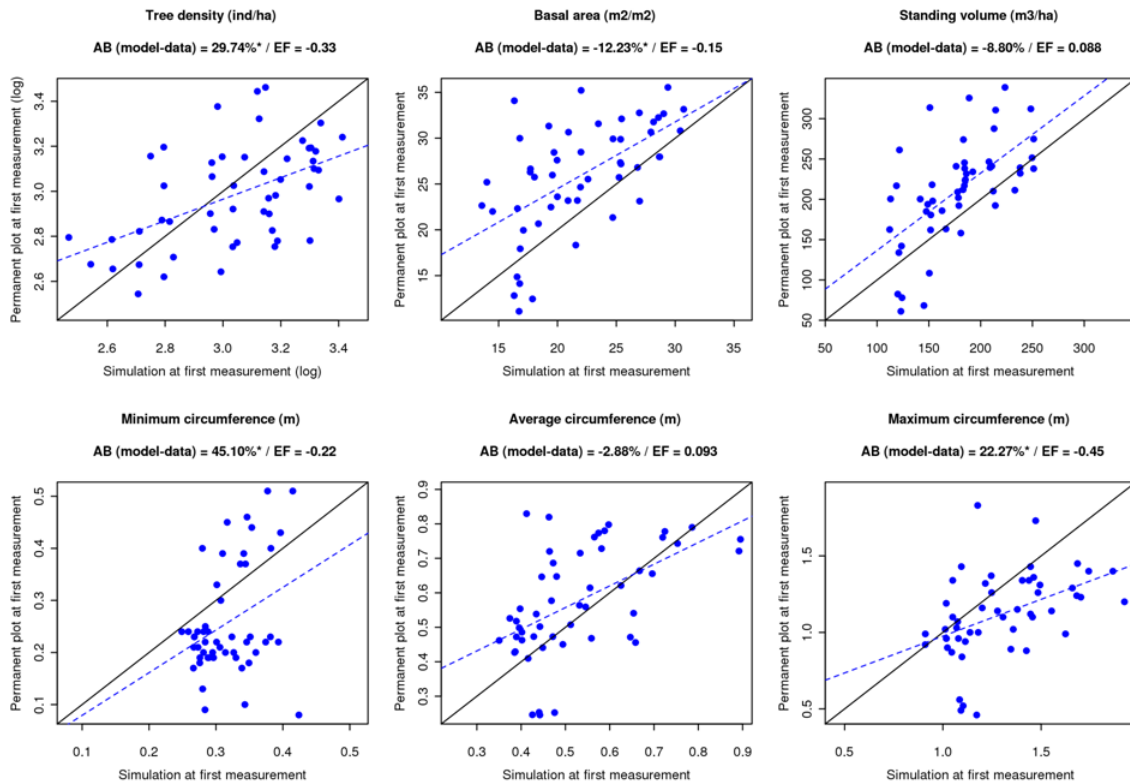 Tree density (ind/ha)
AB (model-data) = 29.74%* / EF = -0.33
Permanent plot at first measurement (log)
3.4
3.2
3.0
2.8
2.6
2.6 2.8 3.0 3.2 3.4
Simulation at first measurement (log)
Basal area (m2/m2)
AB (model-data) = -12.23%* / EF = -0.15
Permanent plot at first measurement
35
30
25
20
15
15 20 25 30 35
Simulation at first measurement
Standing volume (m3/ha)
AB (model-data) = -8.80% / EF = 0.088
Permanent plot at first measurement
300
250
200
150
100
50
50 100 150 200 250 300
Simulation at first measurement
Minimum circumference (m)
AB (model-data) = 45.10%* / EF = -0.22
Permanent plot at first measurement
0.5
0.4
0.3
0.2
0.1
0.1 0.2 0.3 0.4 0.5
Simulation at first measurement
Average circumference (m)
AB (model-data) = -2.88% / EF = 0.093
Permanent plot at first measurement
0.9
0.8
0.7
0.6
0.5
0.4
0.3
0.3 0.4 0.5 0.6 0.7 0.8 0.9
Simulation at first measurement
Maximum circumference (m)
AB (model-data) = 22.27%* / EF = -0.45
Permanent plot at first measurement
1.5
1.0
0.5
0.5 1.0 1.5
Simulation at first measurement